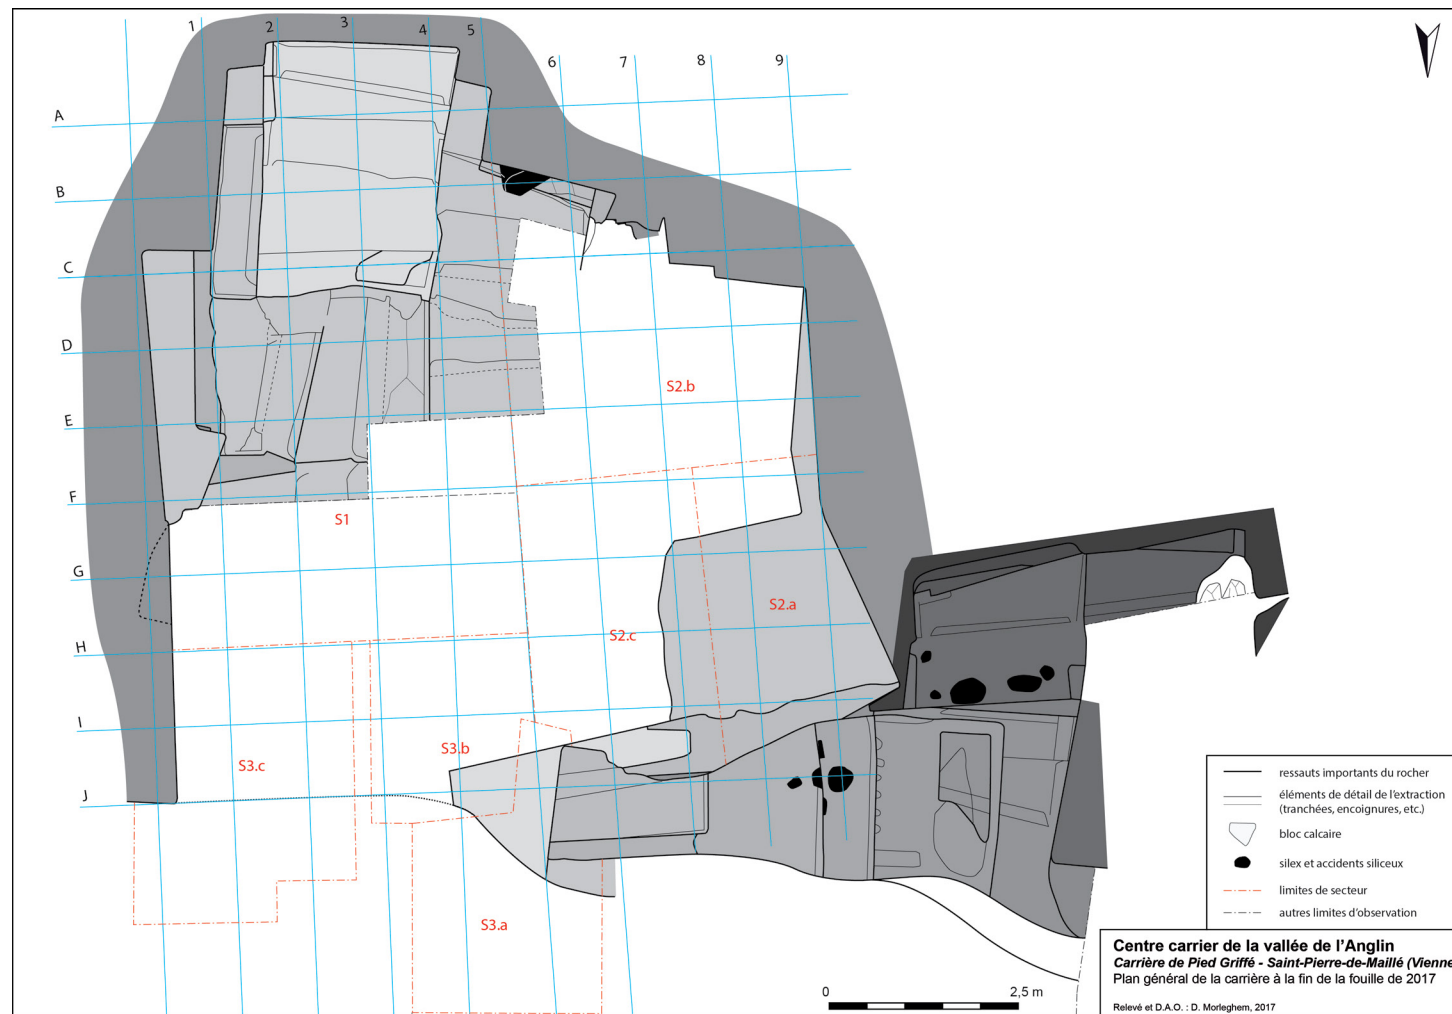 1
2
3
4
5
6
7
8
9
A
B
C
D
E
F
G
H
I
J
S2.b
S1
S2.a
S2.c
S3.b
S3.c
S3.a
ressauts importants du rocher
éléments de détail de l'extraction
(tranchées, encoignures, etc.)
bloc calcaire
silex et accidents siliceux
limites de secteur
autres limites d'observation
0 2,5 m
Centre carrier de la vallée de l'Anglin
Carrière de Pied Griffé - Saint-Pierre-de-Maillé (Vienne
Plan général de la carrière à la fin de la fouille de 2017
Relevé et D.A.O. : D. Morleghem, 2017